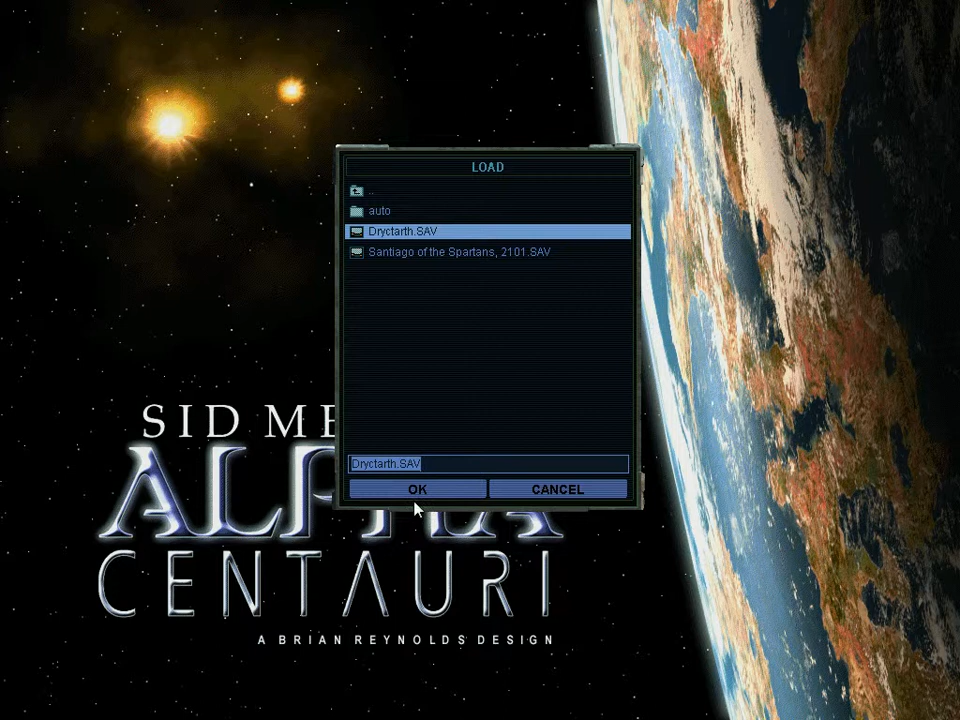 LOAD
..
auto
Dryctarth.SAV
Santiago of the Spartans, 2101.SAV
Dryctarth.SAV
OK CANCEL
SID ME
ALPHA
CENTAURI
A BRIAN REYNOLDS DESIGN